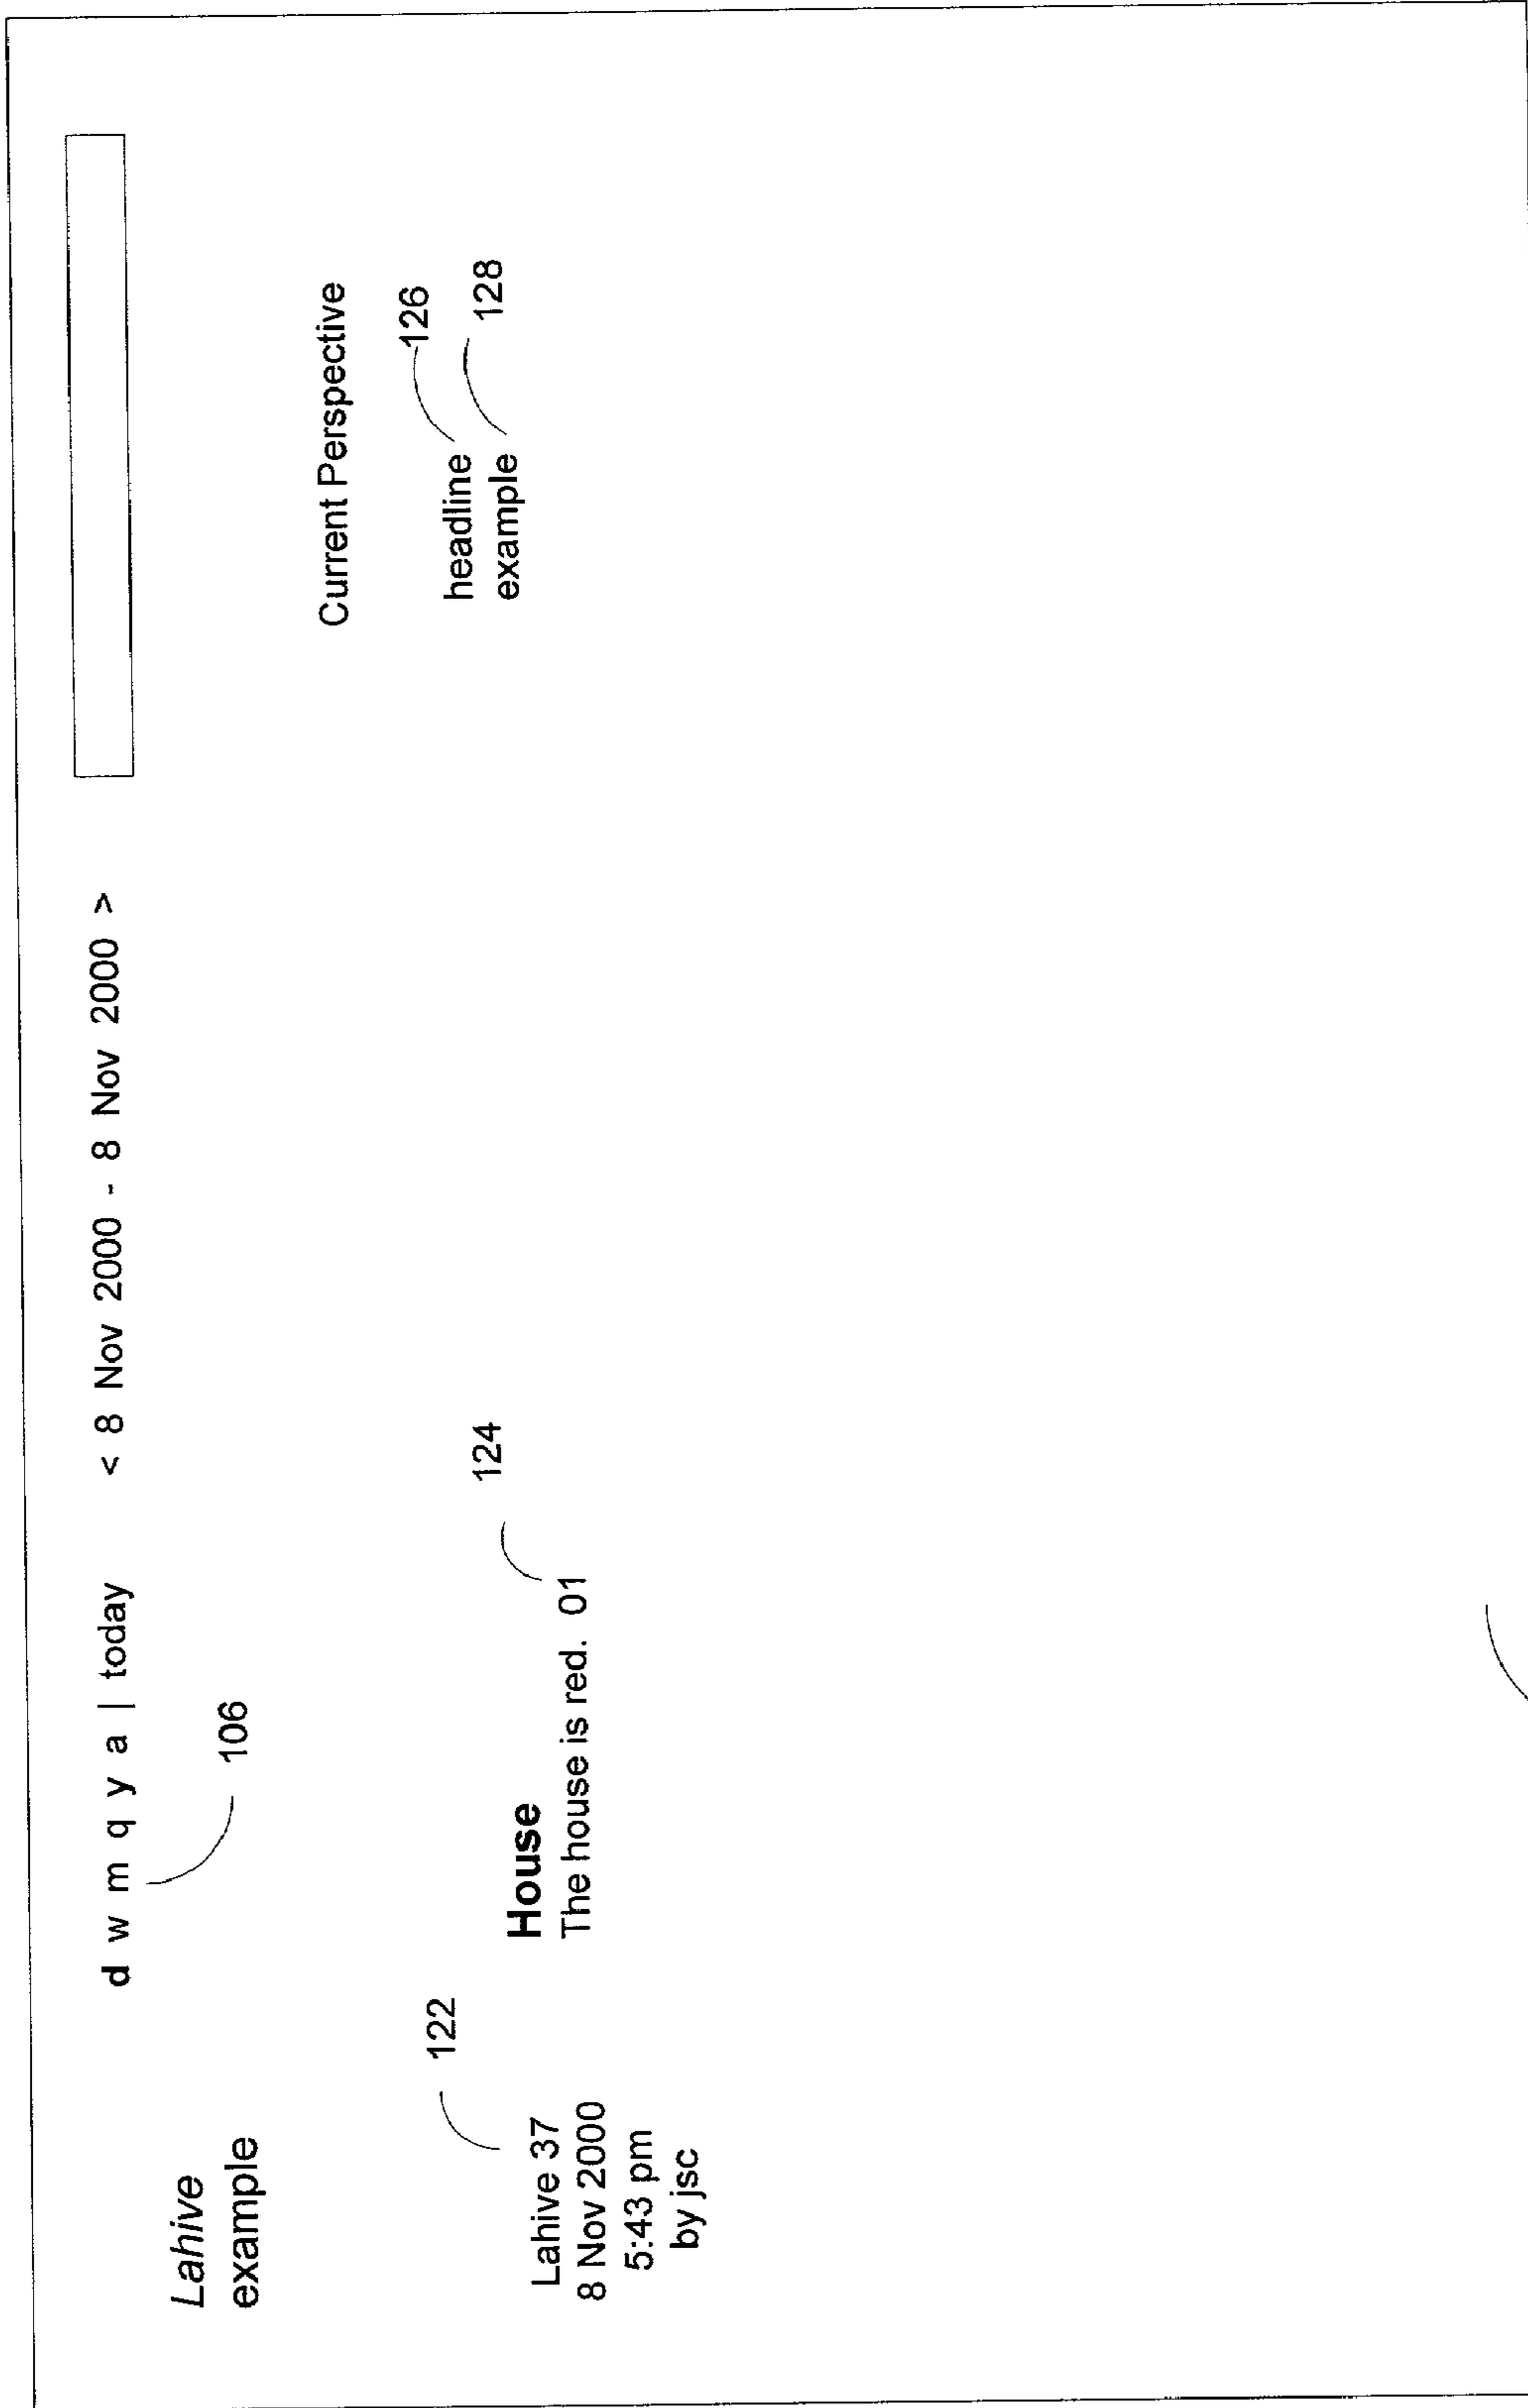 d w m q y a | today < 8 Nov 2000 - 8 Nov 2000 >
106
Lahive
example
Current Perspective
122
124
126
128
headline
example
House
The house is red. 01
Lahive 37
8 Nov 2000
5:43 pm
by jsc